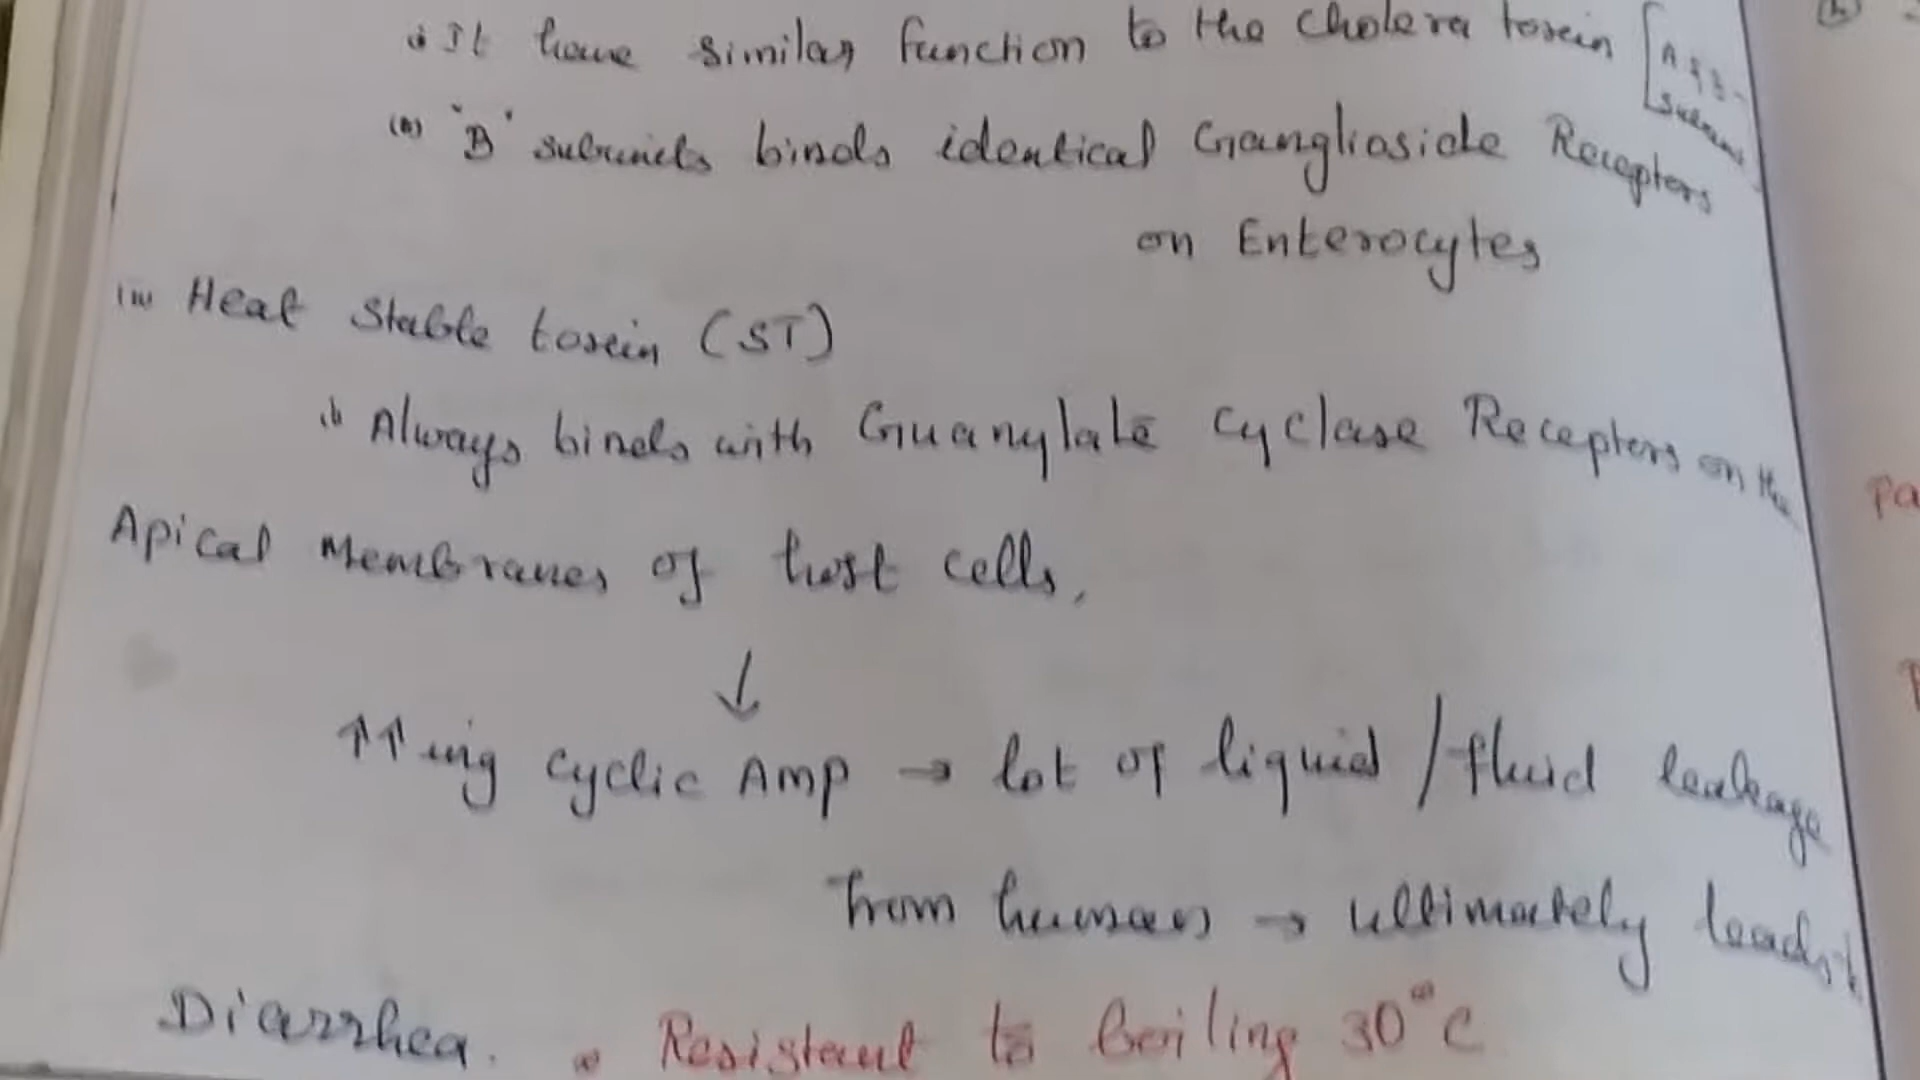 i) It have similar function to the cholera toxin [A & B - subunits
(ii) 'B' subunits binds identical Ganglioside Receptors
on Enterocytes
Heat Stable toxin (ST)
i) Always binds with Guanylate cyclase Receptors on the
Apical Membranes of host cells,
↓
↑↑ing cyclic AMP → lot of liquid / fluid leakage
from humans → ultimately leads t
Diarrhea. Resistant to boiling 30°C
Pa